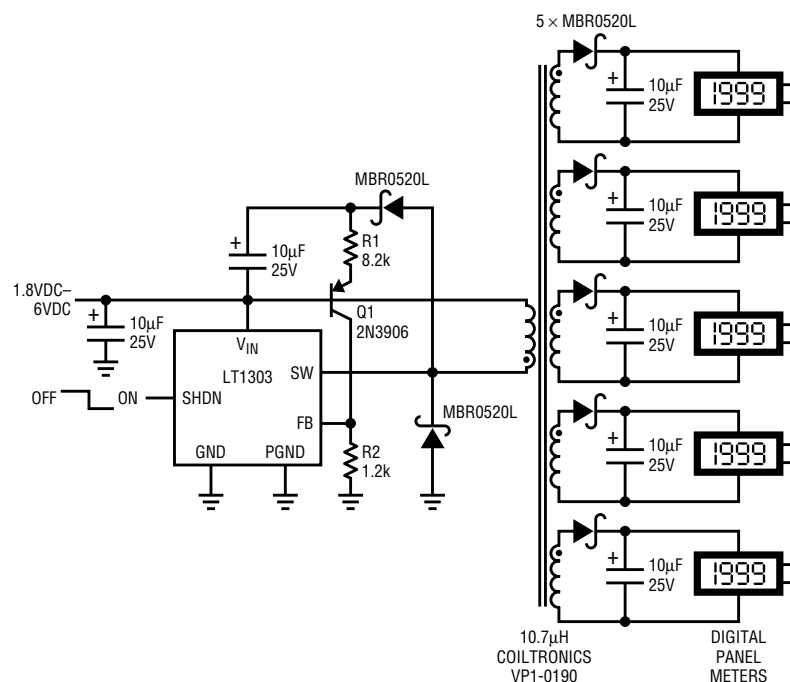 5 × MBR0520L
+
10µF
25V
1999
MBR0520L
+
10µF
25V
1999
R1
8.2k
+
10µF
25V
1.8VDC–
6VDC
+
10µF
25V
Q1
2N3906
+
10µF
25V
1999
VIN
LT1303
SW
OFF
ON
SHDN
FB
MBR0520L
GND
PGND
R2
1.2k
+
10µF
25V
1999
+
10µF
25V
1999
10.7µH
COILTRONICS
VP1-0190
DIGITAL
PANEL
METERS